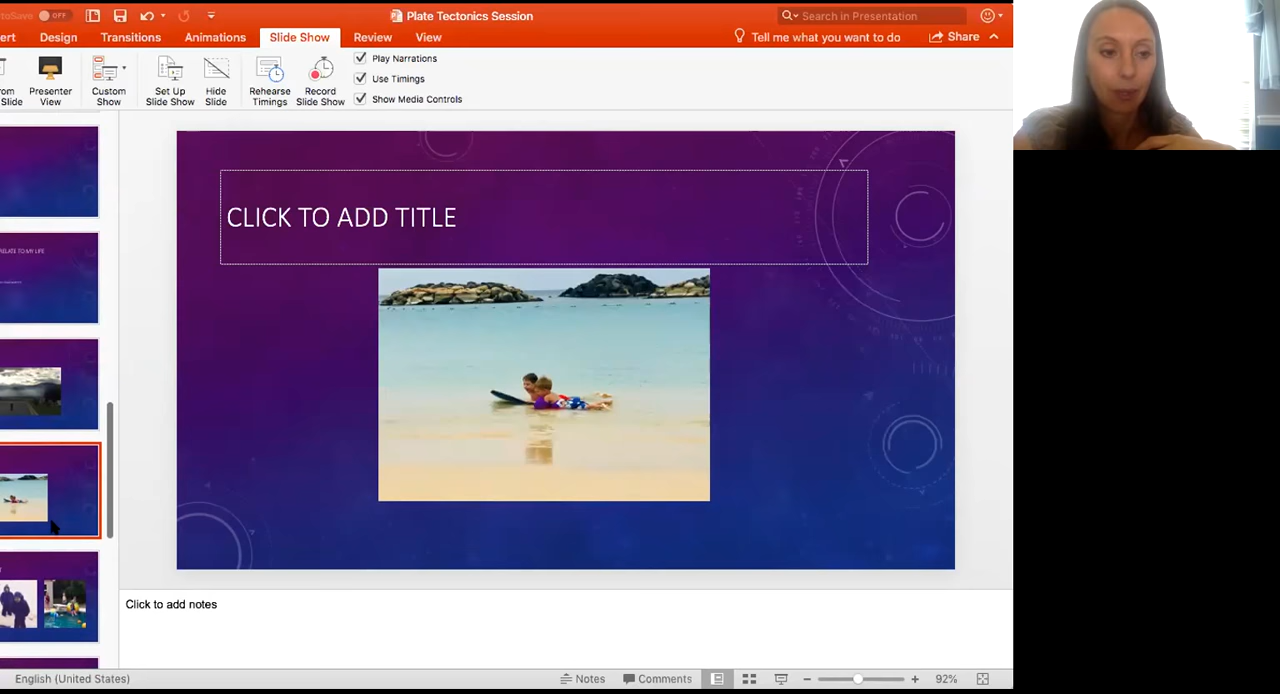 OFF
Plate Tectonics Session
Search in Presentation
Design
Transitions
Animations
Slide Show
Review
View
Tell me what you want to do
Share
Presenter View
Custom Show
Set Up Slide Show
Hide Slide
Rehearse Timings
Record Slide Show
Play Narrations
Use Timings
Show Media Controls
CLICK TO ADD TITLE
Click to add notes
English (United States)
Notes
Comments
92%